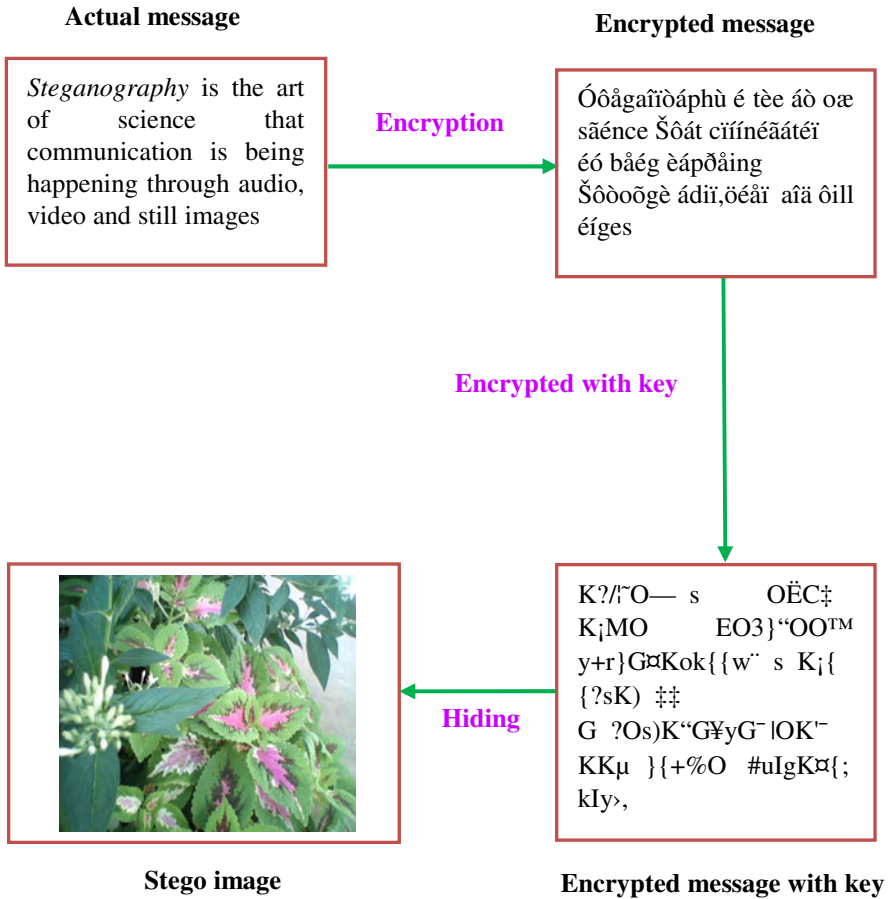 Actual message
Encrypted message
Steganography is the art
of science that
communication is being
happening through audio,
video and still images
Encryption
Óôågaîïòáphù é tèe áò oæ
sãénce Šôát cïíínéãátéï
éó båég èápðåing
Šôòoõgè ádiï,öéåï aîä ôill
éíges
Encrypted with key
K?/¦˜O— s OËC‡
K¡MO EO3}“OO™
y+r}G¤Kok{{w¨ s K¡{
{?sK) ‡‡
G ?Os)K“G¥yG¯ |OK'¯
KKµ }{+%O #uIgK¤{;
kIy›,
Hiding
Stego image
Encrypted message with key